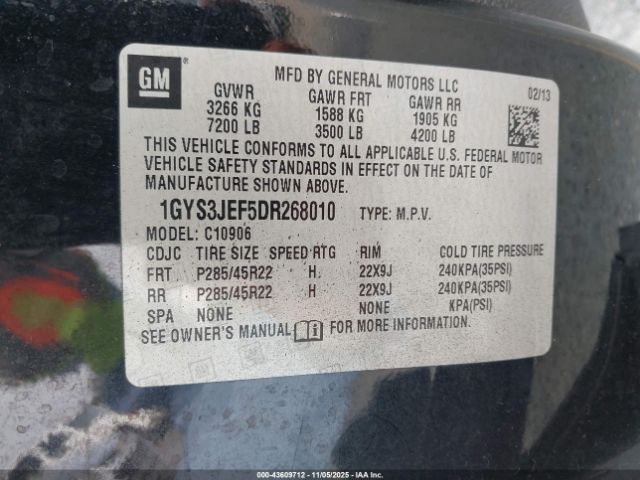 GM ®
MFD BY GENERAL MOTORS LLC
GVWR GAWR FRT GAWR RR 02/13
3266 KG 1588 KG 1905 KG
7200 LB 3500 LB 4200 LB
THIS VEHICLE CONFORMS TO ALL APPLICABLE U.S. FEDERAL MOTOR
VEHICLE SAFETY STANDARDS IN EFFECT ON THE DATE OF
MANUFACTURE SHOWN ABOVE.
1GYS3JEF5DR268010 TYPE: M.P.V.
MODEL: C10906
CDJC TIRE SIZE SPEED RTG RIM COLD TIRE PRESSURE
FRT P285/45R22 H 22X9J 240KPA(35PSI)
RR P285/45R22 H 22X9J 240KPA(35PSI)
SPA NONE NONE KPA(PSI)
SEE OWNER'S MANUAL FOR MORE INFORMATION.
000-43609712 - 11/05/2025 - IAAI.COM